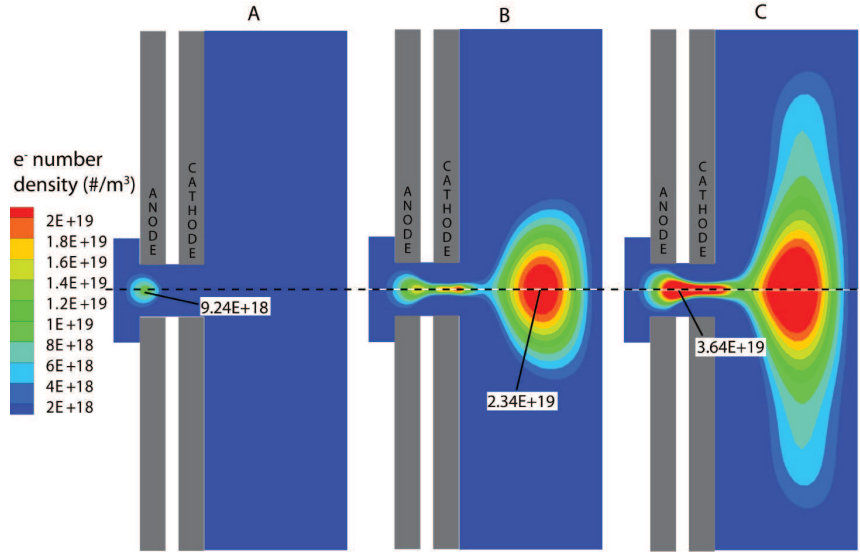 A
B
C
e- number
density (#/m³)
2E+19
1.8E+19
1.6E+19
1.4E+19
1.2E+19
1E+19
8E+18
6E+18
4E+18
2E+18
ANODE
CATHODE
9.24E+18
ANODE
CATHODE
2.34E+19
ANODE
CATHODE
3.64E+19